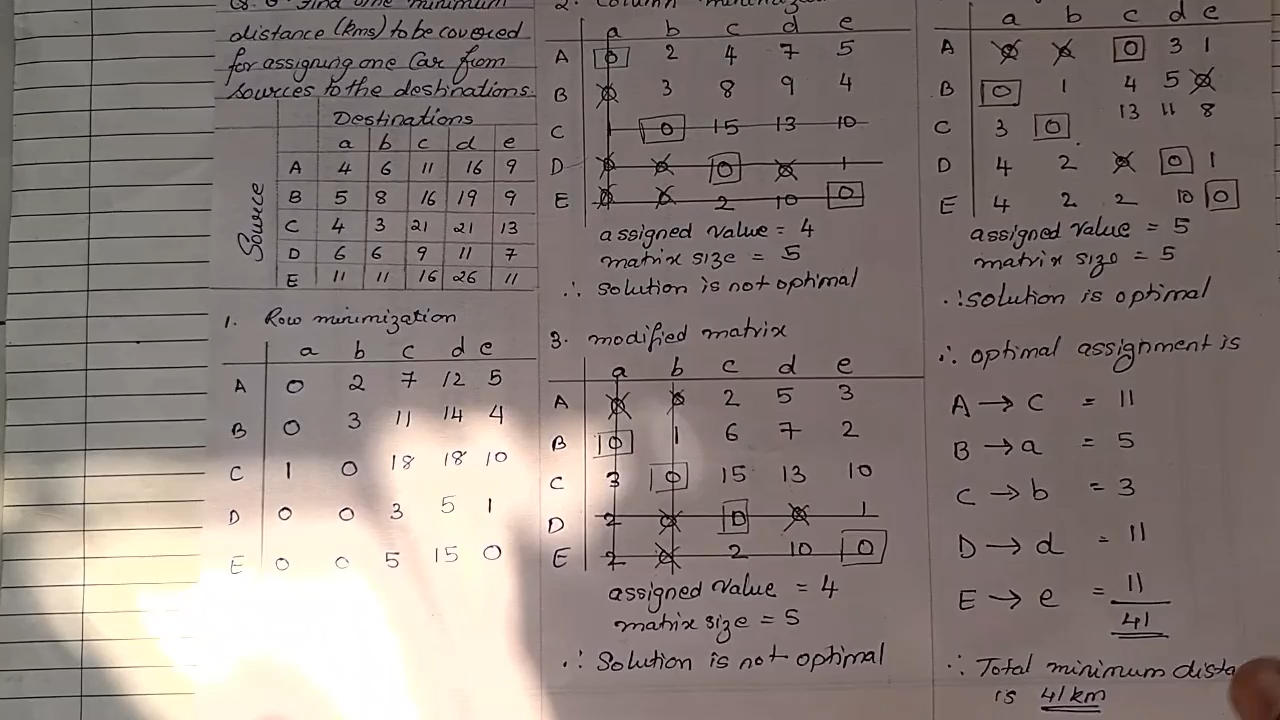 distance (kms) to be covered
for assigning one Car from
sources to the destinations.
Destinations
a b c d e
Source
A 4 6 11 16 9
B 5 8 16 19 9
C 4 3 21 21 13
D 6 6 9 11 7
E 11 11 16 26 11
1. Row minimization
a b c d e
A 0 2 7 12 5
B 0 3 11 14 4
C 1 0 18 18 10
D 0 0 3 5 1
E 0 0 5 15 0
2. Column
a b c d e
A 0 2 4 7 5
B 0 3 8 9 4
C 1 0 15 13 10
D 0 0 0 0 1
E 0 0 2 10 0
assigned value = 4
matrix size = 5
∴ solution is not optimal
3. modified matrix
a b c d e
A 0 0 2 5 3
B 0 1 6 7 2
C 3 0 15 13 10
D 2 0 0 0 1
E 2 0 2 10 0
assigned value = 4
matrix size = 5
∴ Solution is not optimal
a b c d e
A 0 0 0 3 1
B 0 1 4 5 0
C 3 0 13 11 8
D 4 2 0 0 1
E 4 2 2 10 0
assigned value = 5
matrix size = 5
∴ solution is optimal
∴ optimal assignment is
A → c = 11
B → a = 5
C → b = 3
D → d = 11
E → e = 11
41
∴ Total minimum dista
is 41km